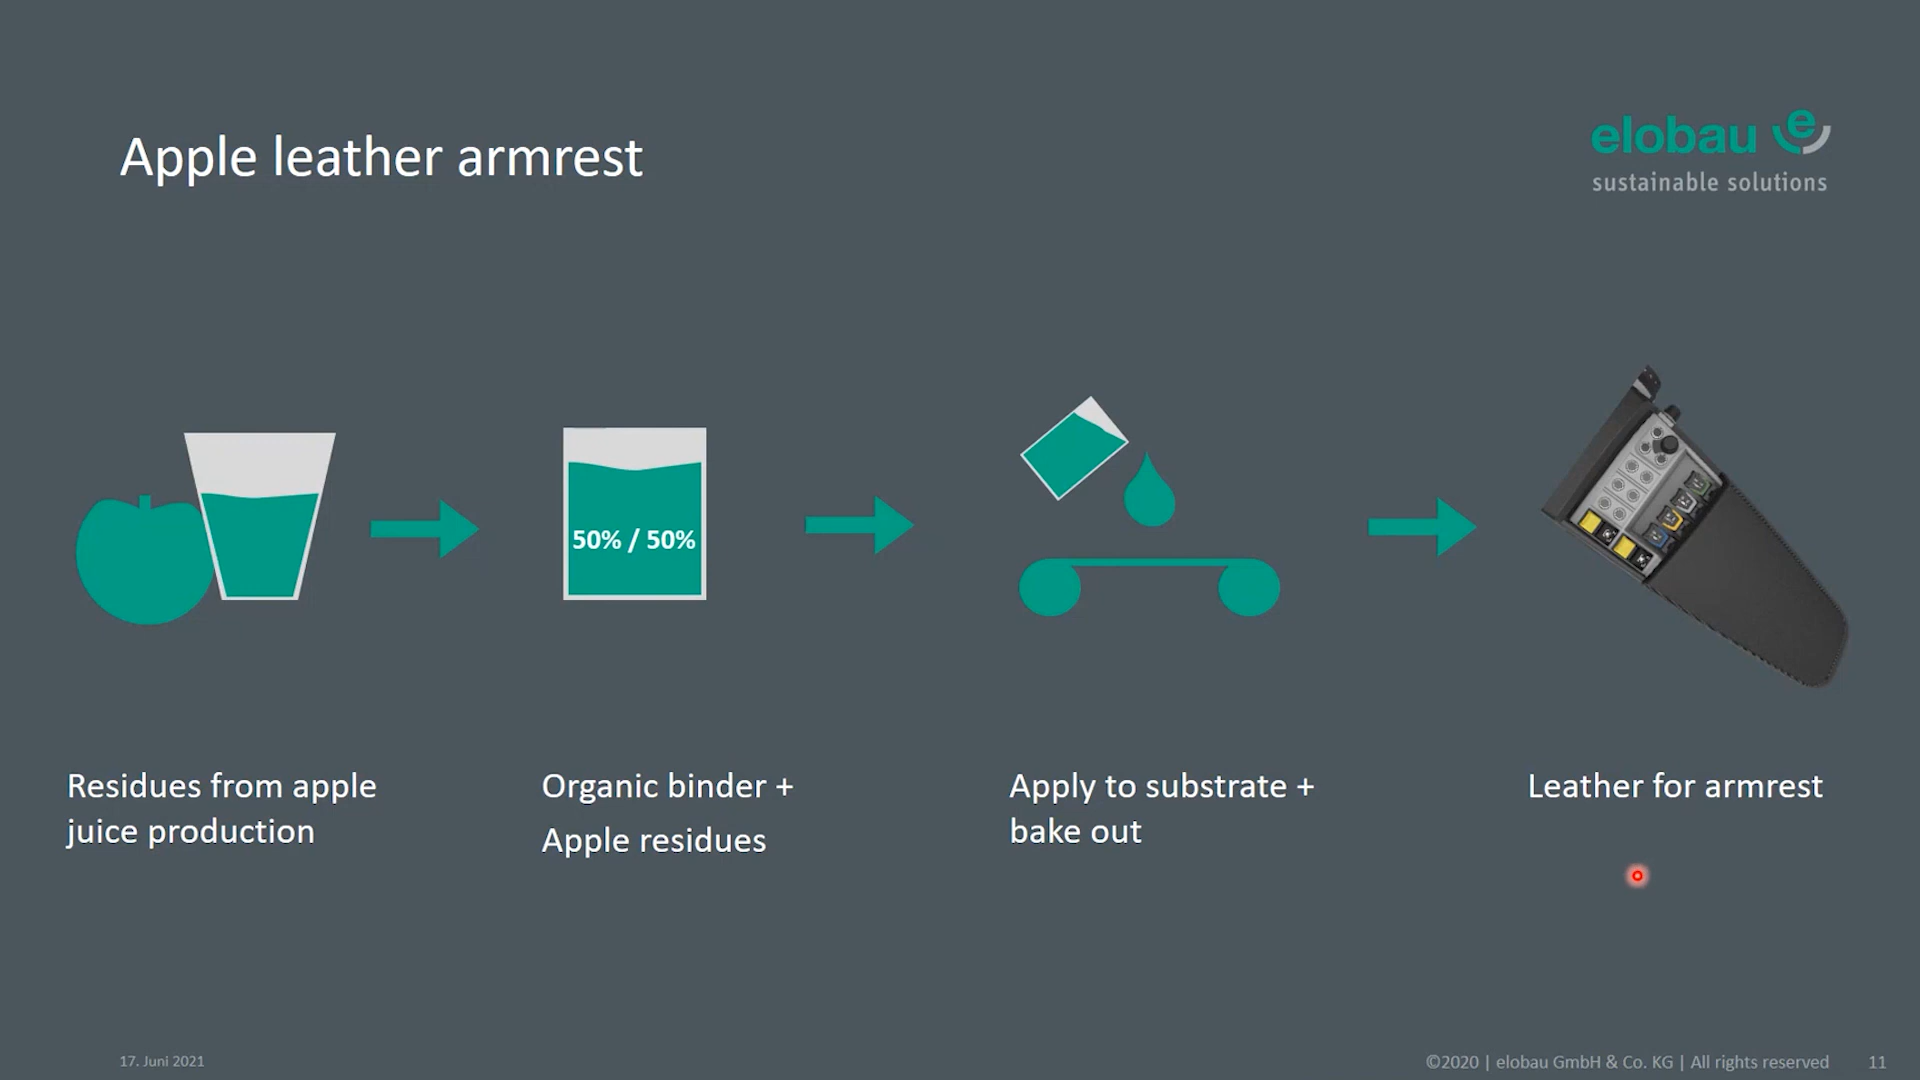 Apple leather armrest
elobau e
sustainable solutions
50% / 50%
Residues from apple
juice production
Organic binder +
Apple residues
Apply to substrate +
bake out
Leather for armrest
17. Juni 2021
©2020 | elobau GmbH & Co. KG | All rights reserved
11